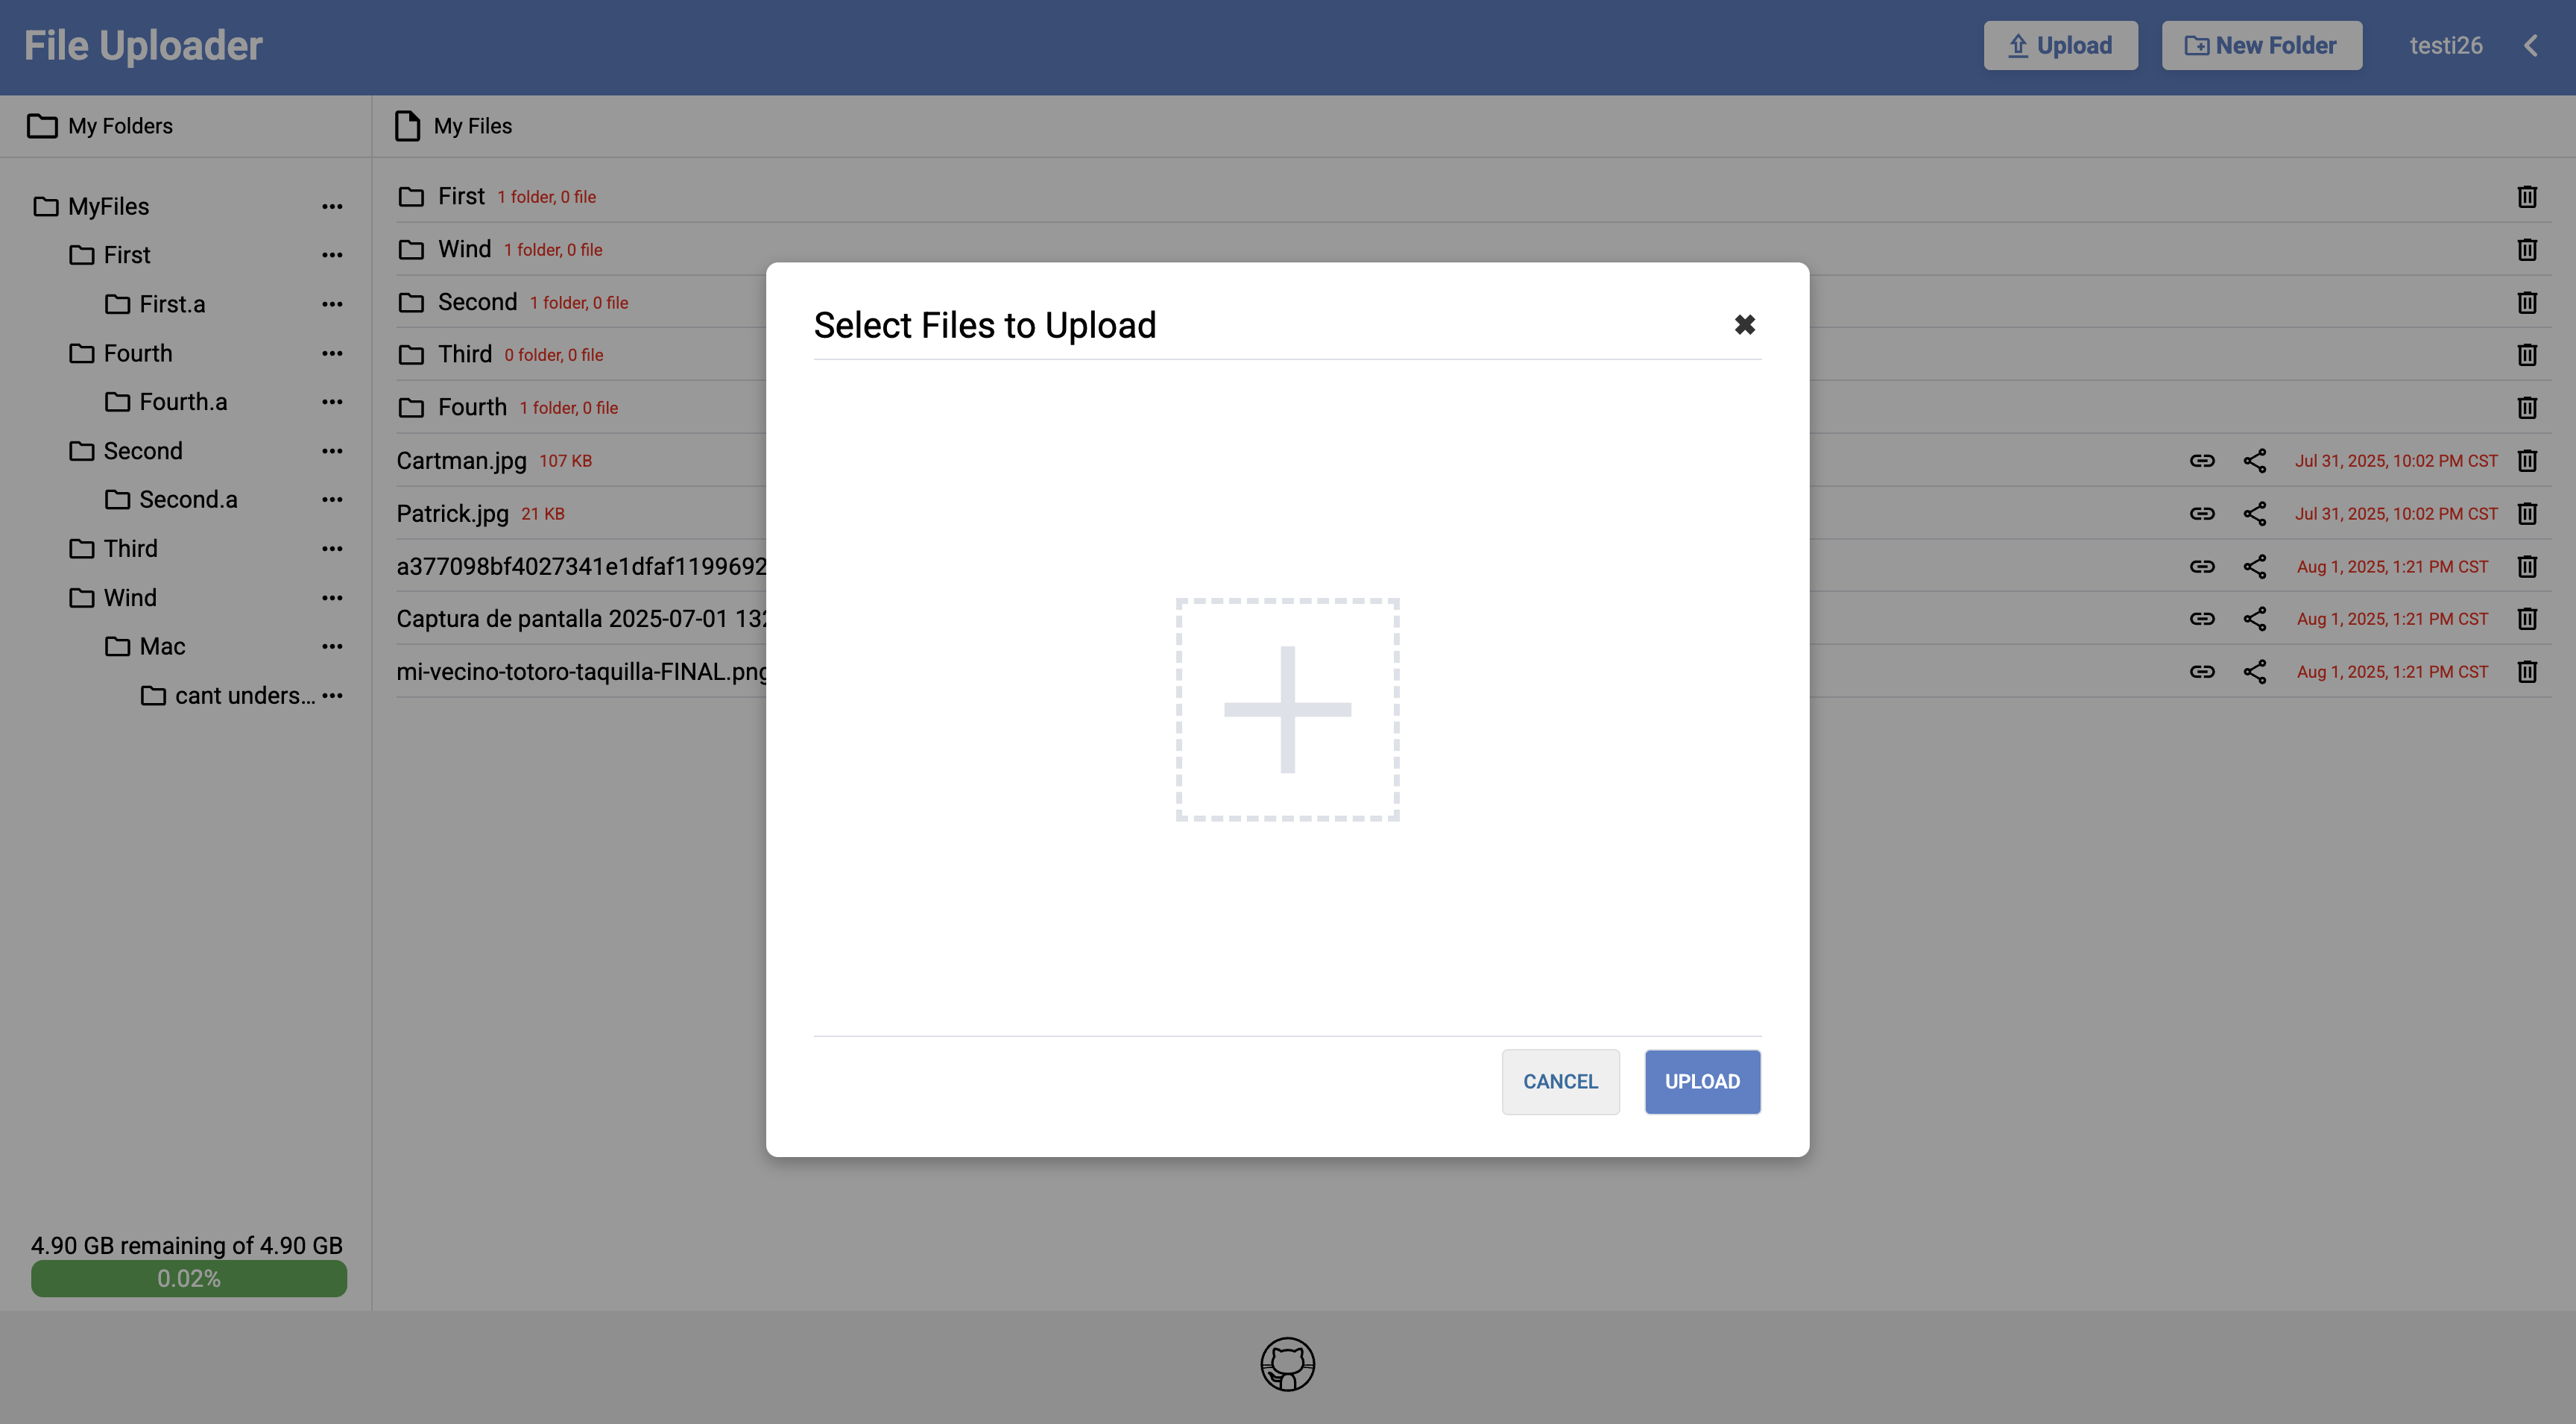 File Uploader
Upload
New Folder
testi26
My Folders
My Files
MyFiles
First
First.a
Fourth
Fourth.a
Second
Second.a
Third
Wind
Mac
cant unders...
4.90 GB remaining of 4.90 GB
0.02%
First 1 folder, 0 file
Wind 1 folder, 0 file
Second 1 folder, 0 file
Third 0 folder, 0 file
Fourth 1 folder, 0 file
Cartman.jpg 107 KB Jul 31, 2025, 10:02 PM CST
Patrick.jpg 21 KB Jul 31, 2025, 10:02 PM CST
a377098bf4027341e1dfaf1199692 Aug 1, 2025, 1:21 PM CST
Captura de pantalla 2025-07-01 132 Aug 1, 2025, 1:21 PM CST
mi-vecino-totoro-taquilla-FINAL.png Aug 1, 2025, 1:21 PM CST
Select Files to Upload
CANCEL
UPLOAD